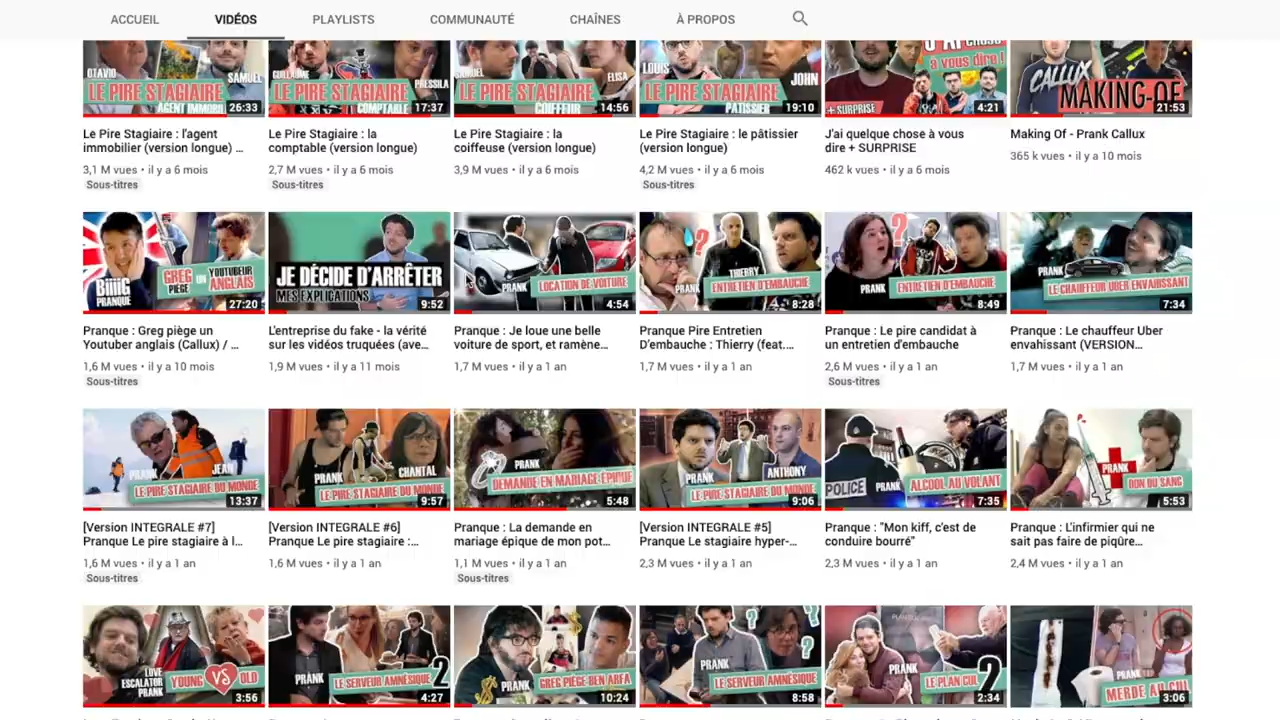 ACCUEIL VIDÉOS PLAYLISTS COMMUNAUTÉ CHAÎNES À PROPOS
OTAVIO SAMUEL
LE PIRE STAGIAIRE
AGENT IMMOBIL 26:33
GUILLAUME PRESSILA
LE PIRE STAGIAIRE
COMPTABLE 17:37
ELISA
LE PIRE STAGIAIRE
COIFFEUR 14:56
LOUIS JOHN
LE PIRE STAGIAIRE
PATISSIER 19:10
à vous dire !
+ SURPRISE 4:21
CALLUX
MAKING-OF
21:53
Le Pire Stagiaire : l'agent
immobilier (version longue) ...
3,1 M vues • il y a 6 mois
Sous-titres
Le Pire Stagiaire : la
comptable (version longue)
2,7 M vues • il y a 6 mois
Sous-titres
Le Pire Stagiaire : la
coiffeuse (version longue)
3,9 M vues • il y a 6 mois
Le Pire Stagiaire : le pâtissier
(version longue)
4,2 M vues • il y a 6 mois
Sous-titres
J'ai quelque chose à vous
dire + SURPRISE
462 k vues • il y a 6 mois
Making Of - Prank Callux
365 k vues • il y a 10 mois
BiiiiG
PRANQUE
GREG PIÈGE UN YOUTUBEUR ANGLAIS
27:20
JE DÉCIDE D'ARRÊTER
MES EXPLICATIONS
9:52
PRANK LOCATION DE VOITURE
4:54
THIERRY
PRANK ENTRETIEN D'EMBAUCHE
8:28
?
PRANK ENTRETIEN D'EMBAUCHE
8:49
PRANK
LE CHAUFFEUR UBER ENVAHISSANT
7:34
Pranque : Greg piège un
Youtuber anglais (Callux) / ...
1,6 M vues • il y a 10 mois
Sous-titres
L'entreprise du fake - la vérité
sur les vidéos truquées (ave...
1,9 M vues • il y a 11 mois
Pranque : Je loue une belle
voiture de sport, et ramène...
1,7 M vues • il y a 1 an
Pranque Pire Entretien
D'embauche : Thierry (feat....
1,7 M vues • il y a 1 an
Pranque : Le pire candidat à
un entretien d'embauche
2,6 M vues • il y a 1 an
Sous-titres
Pranque : Le chauffeur Uber
envahissant (VERSION...
1,7 M vues • il y a 1 an
PRANK JEAN
LE PIRE STAGIAIRE DU MONDE
13:37
PRANK CHANTAL
LE PIRE STAGIAIRE DU MONDE
9:57
PRANK
DEMANDE EN MARIAGE ÉPIQUE
5:48
PRANK ANTHONY
LE PIRE STAGIAIRE DU MONDE
9:06
POLICE PRANK ALCOOL AU VOLANT
7:35
PRANK DON DU SANG
5:53
[Version INTEGRALE #7]
Pranque Le pire stagiaire à l...
1,6 M vues • il y a 1 an
Sous-titres
[Version INTEGRALE #6]
Pranque Le pire stagiaire :...
1,6 M vues • il y a 1 an
Pranque : La demande en
mariage épique de mon pot...
1,1 M vues • il y a 1 an
Sous-titres
[Version INTEGRALE #5]
Pranque Le stagiaire hyper-...
2,3 M vues • il y a 1 an
Pranque : "Mon kiff, c'est de
conduire bourré"
2,3 M vues • il y a 1 an
Pranque : L'infirmier qui ne
sait pas faire de piqûre...
2,4 M vues • il y a 1 an
LOVE
ESCALATOR
PRANK YOUNG VS OLD
3:56
PRANK LE SERVEUR AMNÉSIQUE 2
4:27
PRANK GREG PIÈGE BEN ARFA
10:24
PRANK LE SERVEUR AMNÉSIQUE
8:58
PRANK LE PLAN CUL 2
2:34
PRANK
MERDE AU CUL
3:06